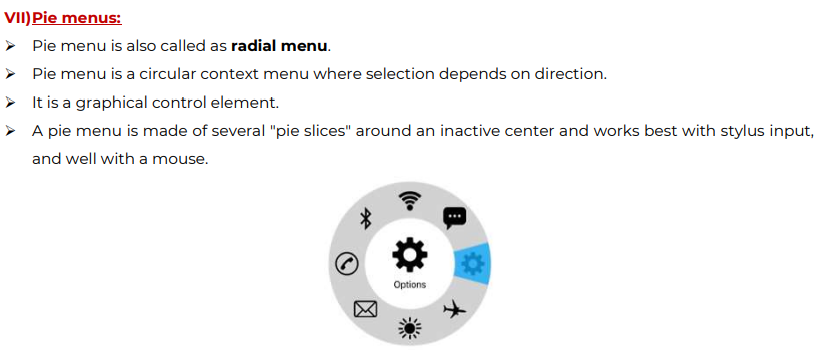 VII)Pie menus:
➢ Pie menu is also called as radial menu.
➢ Pie menu is a circular context menu where selection depends on direction.
➢ It is a graphical control element.
➢ A pie menu is made of several "pie slices" around an inactive center and works best with stylus input,
and well with a mouse.
Options